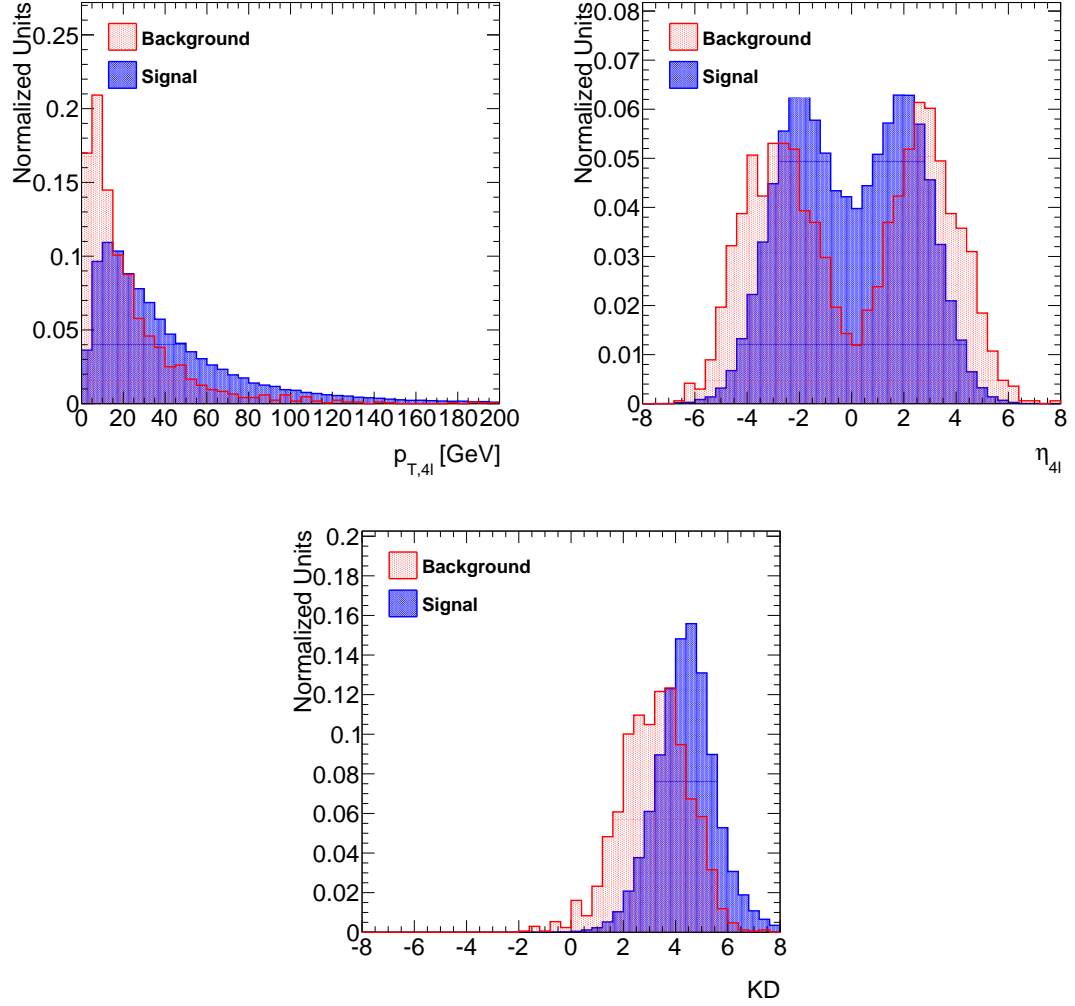 Normalized Units
0.25
0.2
0.15
0.1
0.05
0
Background
Signal
0 20 40 60 80 100 120 140 160 180 200
p_T,4l [GeV]
Normalized Units
0.08
0.07
0.06
0.05
0.04
0.03
0.02
0.01
0
Background
Signal
-8 -6 -4 -2 0 2 4 6 8
η_4l
Normalized Units
0.2
0.18
0.16
0.14
0.12
0.1
0.08
0.06
0.04
0.02
0
Background
Signal
-8 -6 -4 -2 0 2 4 6 8
KD